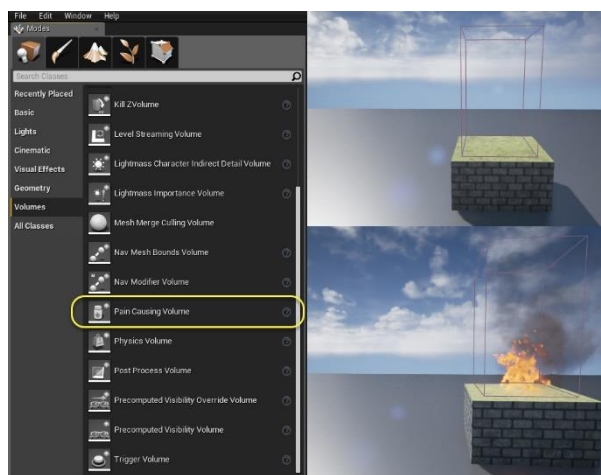 File Edit Window Help
Modes
Search Classes
Recently Placed
Basic
Lights
Cinematic
Visual Effects
Geometry
Volumes
All Classes
Kill ZVolume
Level Streaming Volume
Lightmass Character Indirect Detail Volume
Lightmass Importance Volume
Mesh Merge Culling Volume
Nav Mesh Bounds Volume
Nav Modifier Volume
Pain Causing Volume
Physics Volume
Post Process Volume
Precomputed Visibility Override Volume
Precomputed Visibility Volume
Trigger Volume